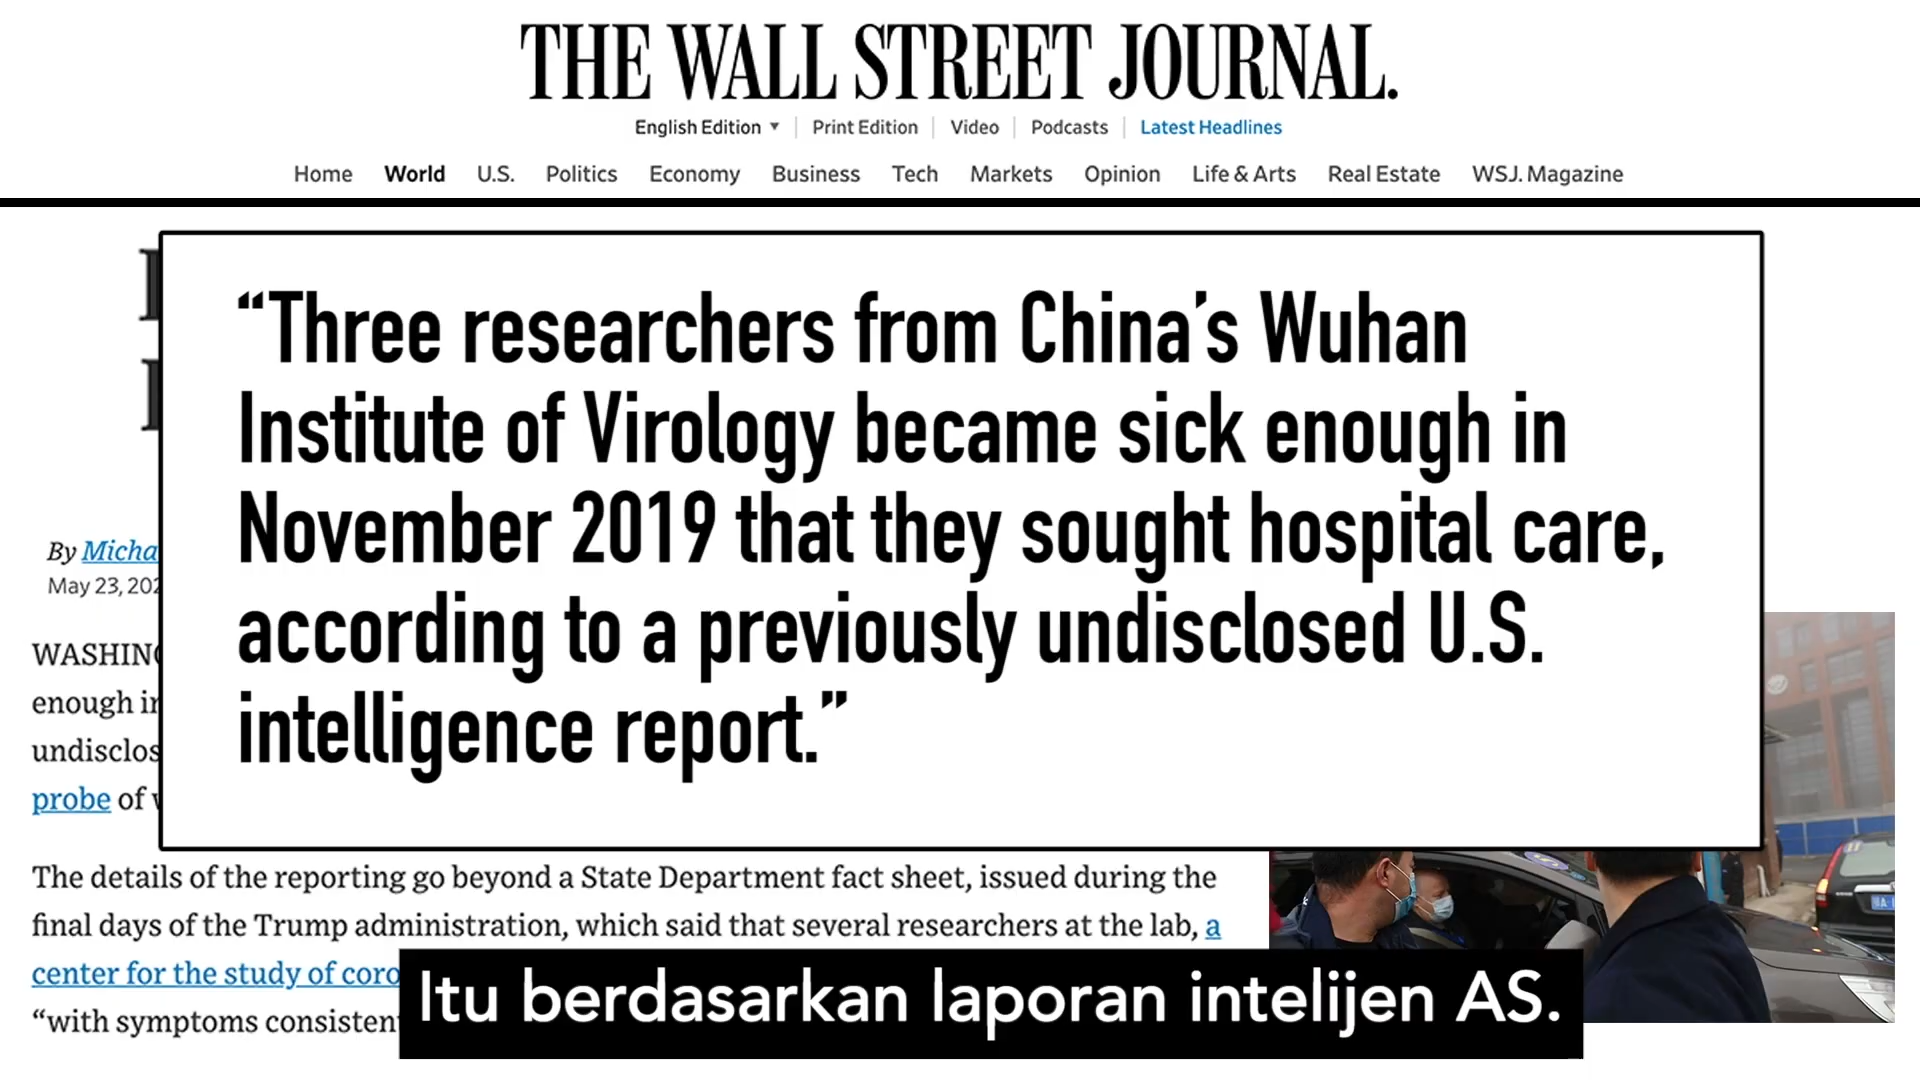 THE WALL STREET JOURNAL.
English Edition ▼ | Print Edition | Video | Podcasts | Latest Headlines
Home World U.S. Politics Economy Business Tech Markets Opinion Life & Arts Real Estate WSJ. Magazine
“Three researchers from China’s Wuhan
Institute of Virology became sick enough in
November 2019 that they sought hospital care,
according to a previously undisclosed U.S.
intelligence report.”
By Micha
May 23, 202
WASHING
enough in
undisclos
probe of w
The details of the reporting go beyond a State Department fact sheet, issued during the
final days of the Trump administration, which said that several researchers at the lab, a
center for the study of coro
“with symptoms consisten
Itu berdasarkan laporan intelijen AS.